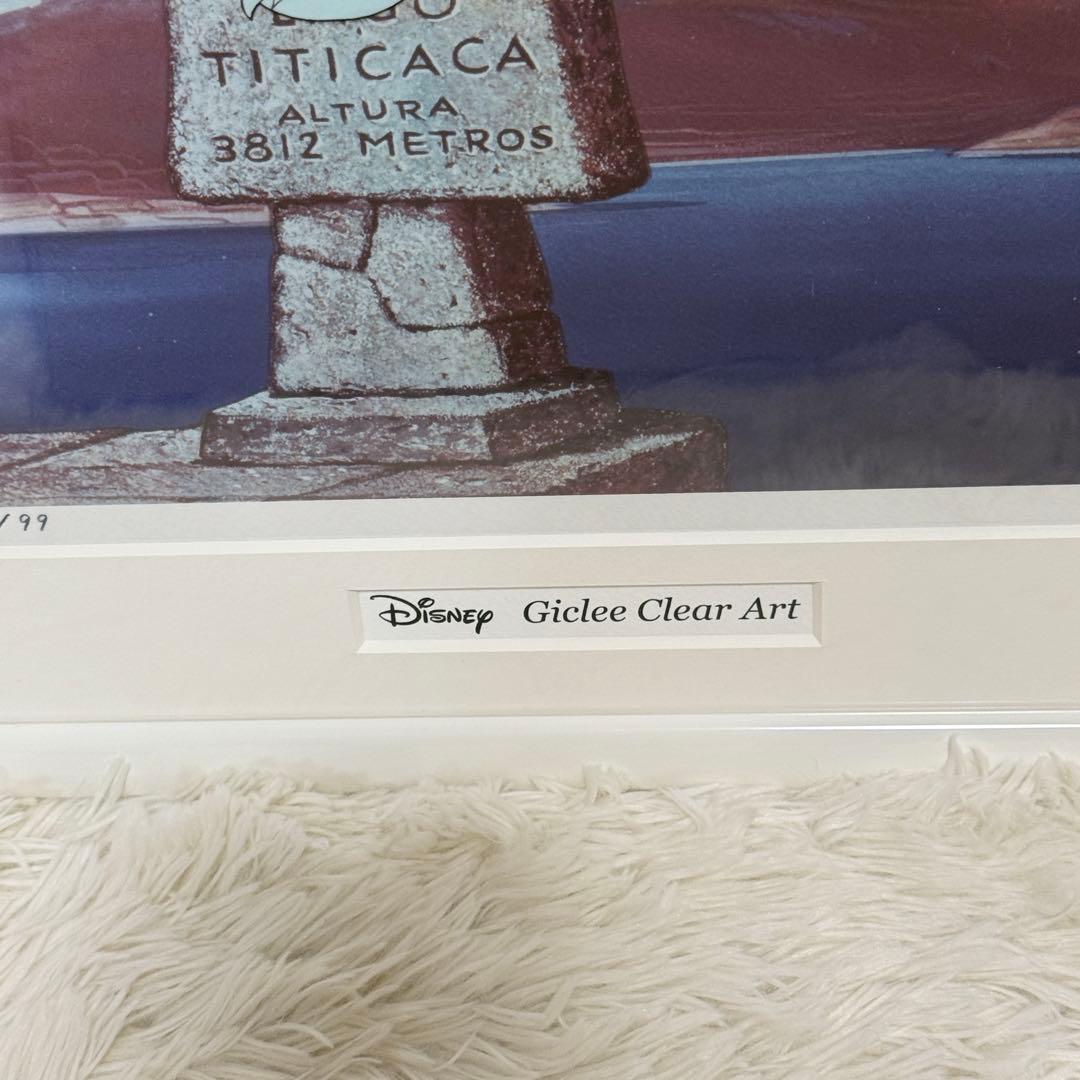 TITICACA
ALTURA
3812 METROS
/ 99
Disney Giclee Clear Art